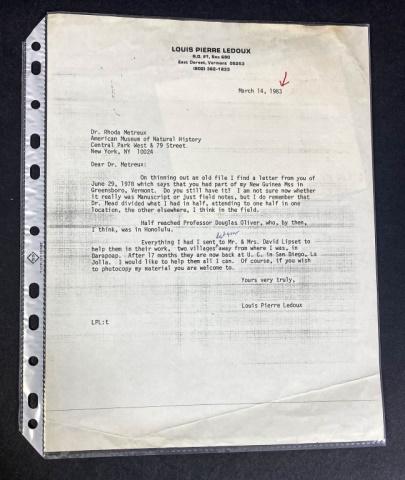 LOUIS PIERRE LEDOUX
R.D. #1, Box 690
East Dorset, Vermont 05253
(802) 362-1233
March 14, 1983
Dr. Rhoda Metreux
American Museum of Natural History
Central Park West & 79 Street
New York, NY 10024
Dear Dr. Metreux:
On thinning out an old file I find a letter from you of
June 29, 1978 which says that you had part of my New Guinea Mss in
Greensboro, Vermont. Do you still have it? I am not sure now whether
it really was Manuscript or just field notes, but I do remember that
Dr. Mead divided what I had in half, attending to one half in one
location, the other elsewhere, I think in the field.
Half reached Professor Douglas Oliver, who, by then,
I think, was in Honolulu.
Everything I had I sent to Mr. & Mrs. David Lipset to
help them in their work, two villages away from where I was, in
Darapoap. After 17 months they are now back at U. C. in San Diego, La
Jolla. I would like to help them all I can. Of course, if you wish
to photocopy my material you are welcome to.
Yours very truly,
Louis Pierre Ledoux
LPL:t